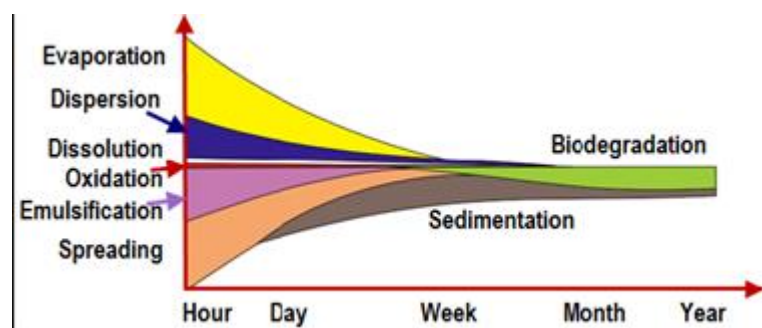 Evaporation
Dispersion
Dissolution
Oxidation
Emulsification
Spreading
Biodegradation
Sedimentation
Hour Day Week Month Year